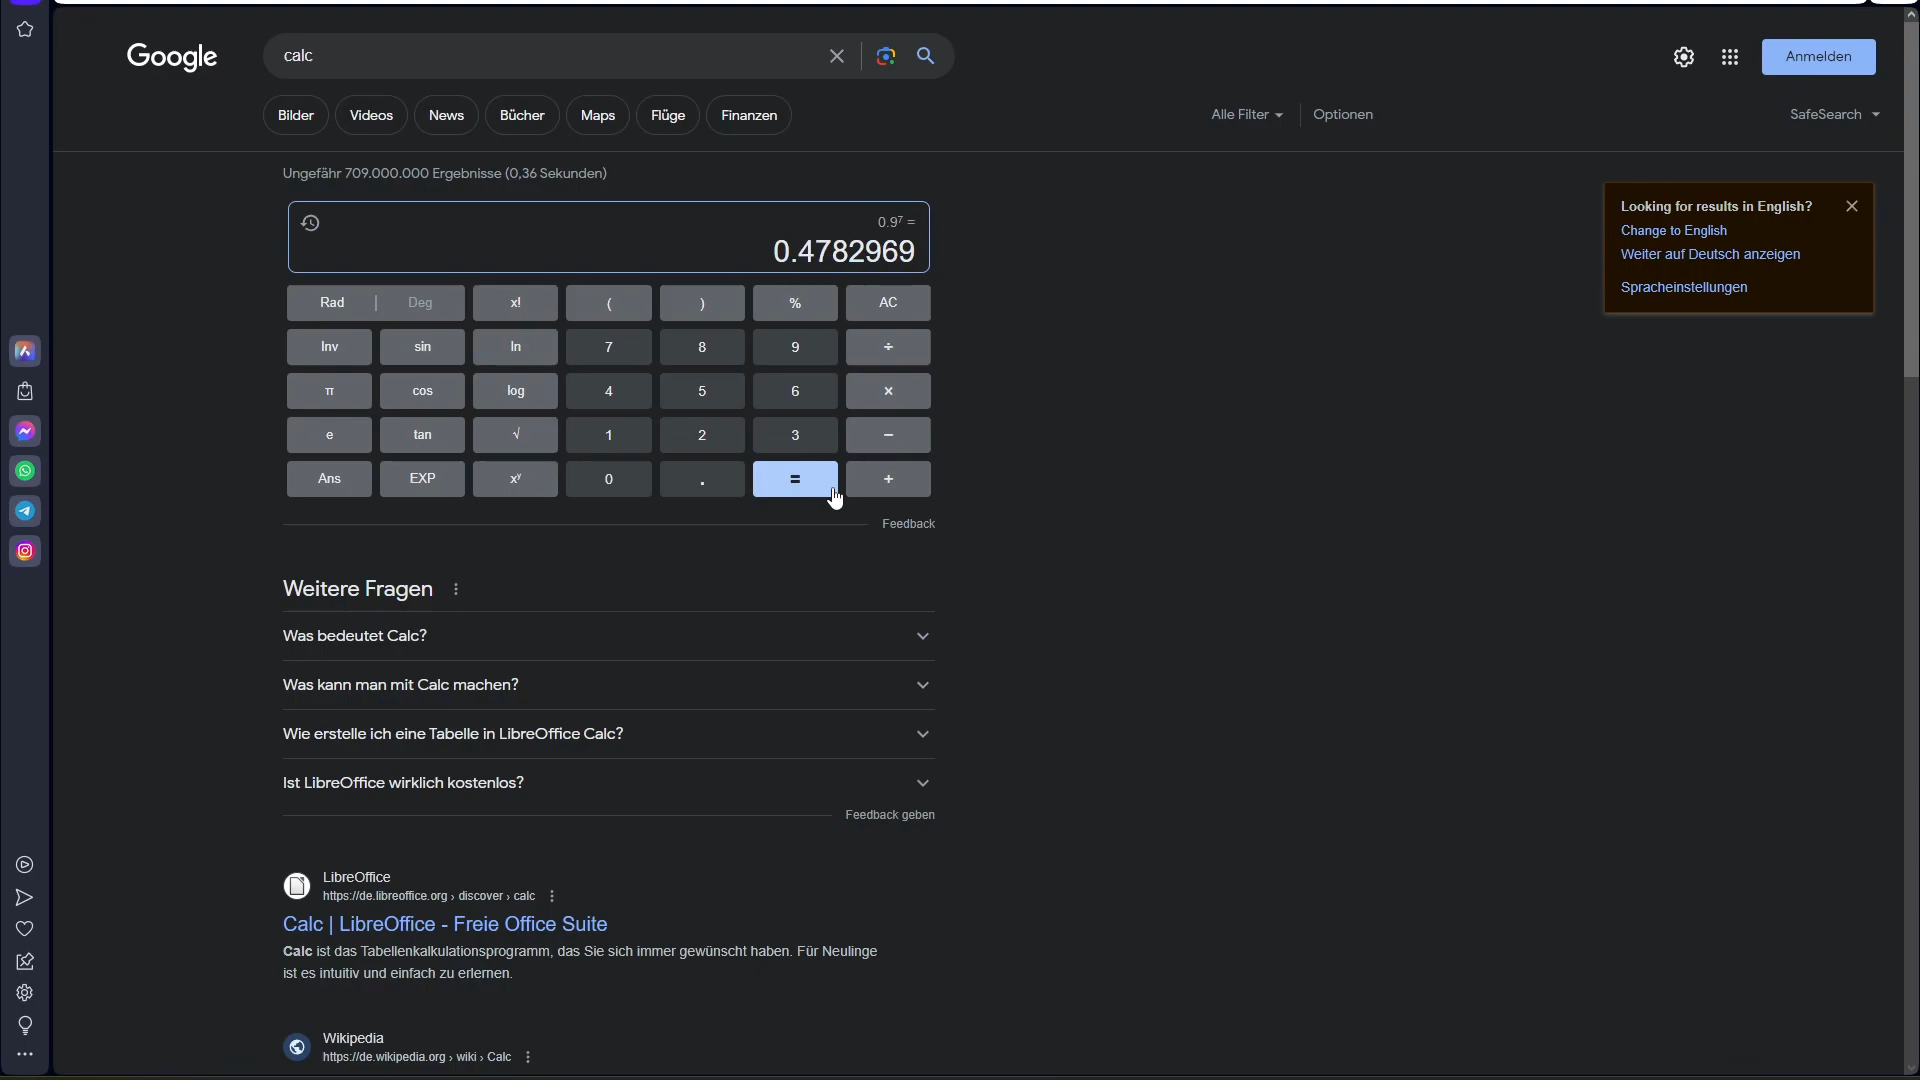 Google
calc
Anmelden
Bilder
Videos
News
Bücher
Maps
Flüge
Finanzen
Alle Filter
Optionen
SafeSearch
Ungefähr 709.000.000 Ergebnisse (0,36 Sekunden)
0.9⁷ =
0.4782969
Looking for results in English?
Change to English
Weiter auf Deutsch anzeigen
Spracheinstellungen
Rad | Deg x! ( ) % AC
Inv sin ln 7 8 9 ÷
π cos log 4 5 6 ×
e tan √ 1 2 3 −
Ans EXP xʸ 0 . = +
Feedback
Weitere Fragen
Was bedeutet Calc?
Was kann man mit Calc machen?
Wie erstelle ich eine Tabelle in LibreOffice Calc?
Ist LibreOffice wirklich kostenlos?
Feedback geben
LibreOffice
https://de.libreoffice.org › discover › calc
Calc | LibreOffice - Freie Office Suite
Calc ist das Tabellenkalkulationsprogramm, das Sie sich immer gewünscht haben. Für Neulinge
ist es intuitiv und einfach zu erlernen.
Wikipedia
https://de.wikipedia.org › wiki › Calc